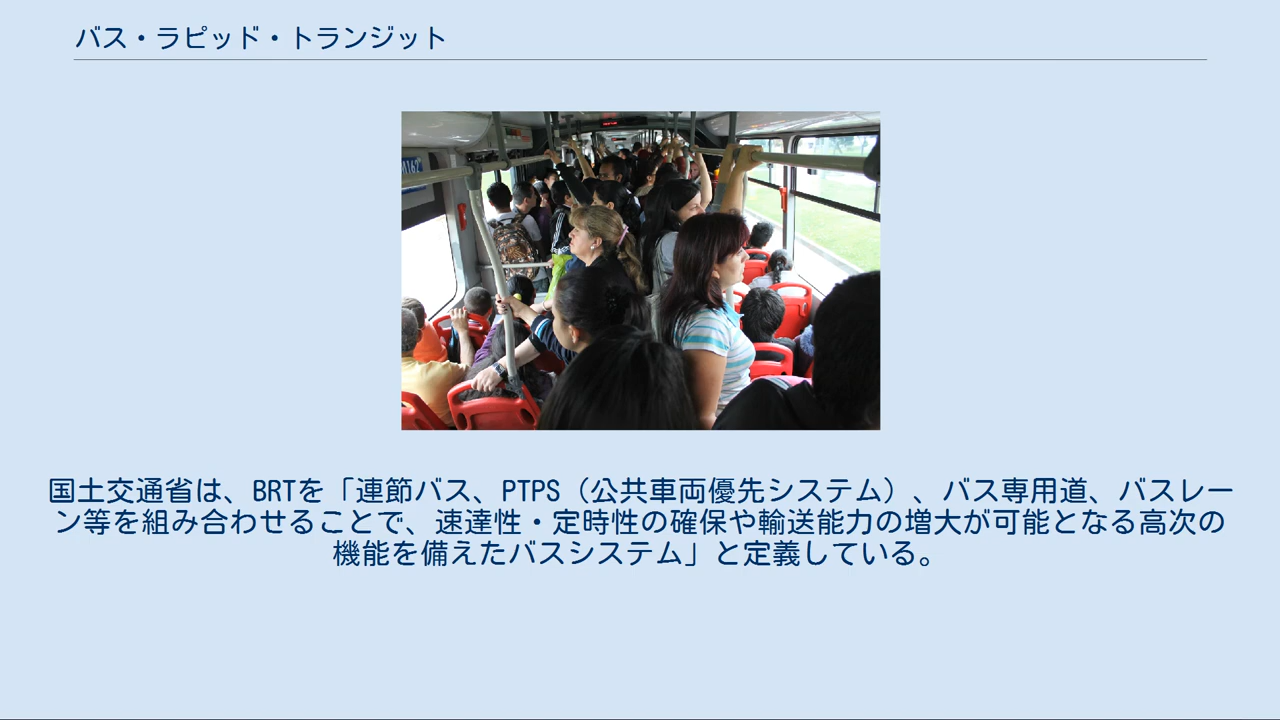 バス・ラピッド・トランジット
M162
国土交通省は、BRTを「連節バス、PTPS（公共車両優先システム）、バス専用道、バスレー
ン等を組み合わせることで、速達性・定時性の確保や輸送能力の増大が可能となる高次の
機能を備えたバスシステム」と定義している。